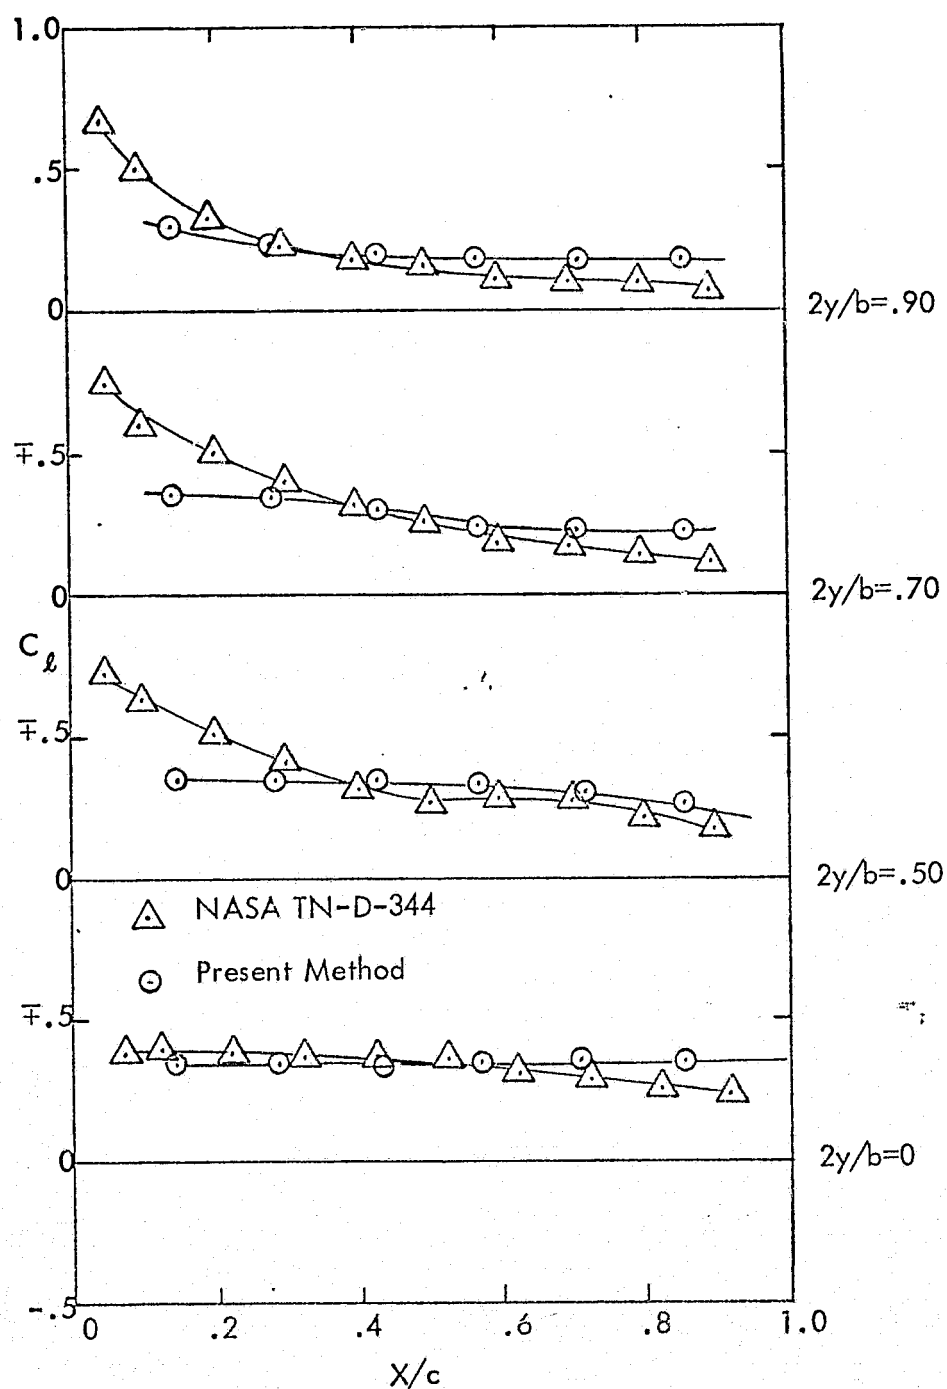 1.0
.5
0
2y/b=.90
∓.5
0
2y/b=.70
C_ℓ
∓.5
0
2y/b=.50
NASA TN-D-344
Present Method
∓.5
0
2y/b=0
-.5
0 .2 .4 .6 .8 1.0
X/c